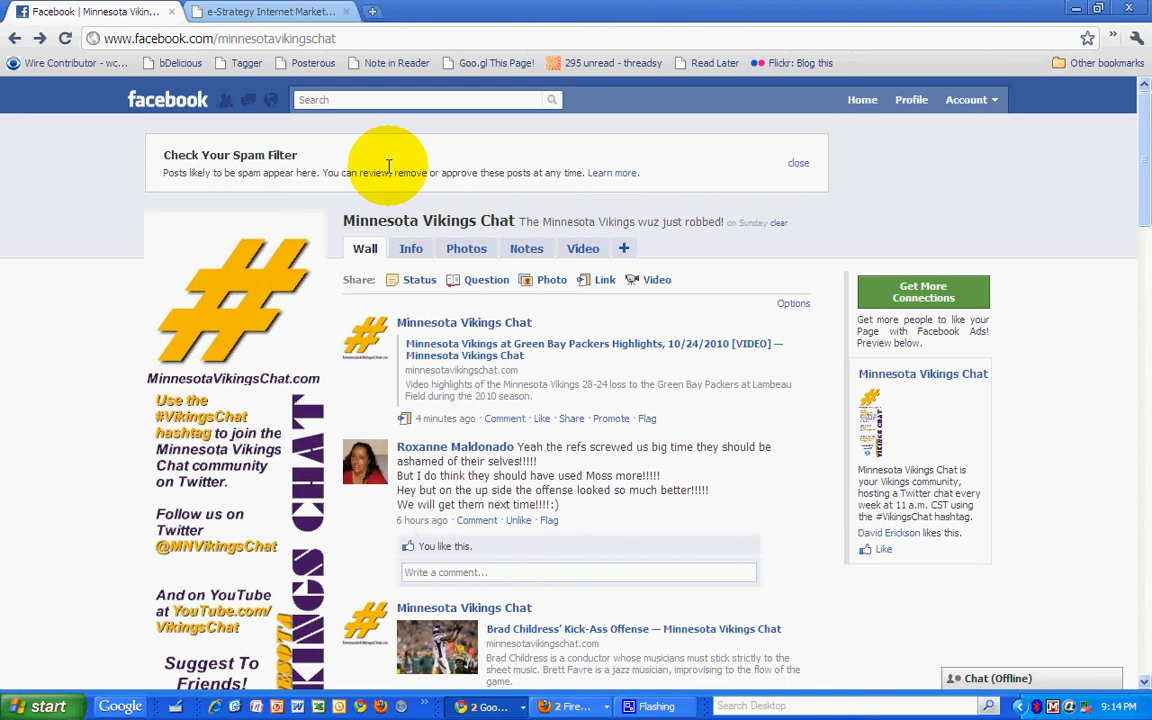 Facebook | Minnesota Vikin...
e-Strategy Internet Market...
www.facebook.com/minnesotavikingschat
Wire Contributor - wc...
bDelicious
Tagger
Posterous
Note in Reader
Goo.gl This Page!
295 unread - threadsy
Read Later
Flickr: Blog this
Other bookmarks
facebook
Search
Home
Profile
Account
Check Your Spam Filter
Posts likely to be spam appear here. You can review, remove or approve these posts at any time. Learn more.
close
Minnesota Vikings Chat The Minnesota Vikings wuz just robbed! on Sunday clear
Wall
Info
Photos
Notes
Video
+
Share:
Status
Question
Photo
Link
Video
Options
Minnesota Vikings Chat
Minnesota Vikings at Green Bay Packers Highlights, 10/24/2010 [VIDEO] —
Minnesota Vikings Chat
minnesotavikings.com
Video highlights of the Minnesota Vikings 28-24 loss to the Green Bay Packers at Lambeau
Field during the 2010 season.
4 minutes ago · Comment · Like · Share · Promote · Flag
Roxanne Maldonado Yeah the refs screwed us big time they should be
ashamed of their selves!!!!!
But I do think they should have used Moss more!!!!!
Hey but on the up side the offense looked so much better!!!!!
We will get them next time!!!!:)
6 hours ago · Comment · Unlike · Flag
You like this.
Write a comment...
Minnesota Vikings Chat
Brad Childress' Kick-Ass Offense — Minnesota Vikings Chat
minnesotavikings.com
Brad Childress is a conductor whose musicians must stick strictly to the
sheet music. Brett Favre is a jazz musician, improvising to the flow of the
game.
#
MinnesotaVikingsChat.com
Use the
#VikingsChat
hashtag to join the
Minnesota Vikings
Chat community
on Twitter.
Follow us on
Twitter
@MNVikingsChat
And on YouTube
at YouTube.com/
VikingsChat
Suggest To
Friends!
KINGS CHAT
OTA
Get More
Connections
Get more people to like your
Page with Facebook Ads!
Preview below.
Minnesota Vikings Chat
Minnesota Vikings Chat is
your Vikings community,
hosting a Twitter chat every
week at 11 a.m. CST using
the #VikingsChat hashtag.
David Erickson likes this.
Like
Chat (Offline)
start
Google
2 Goo...
2 Fire...
Flashing
Search Desktop
9:14 PM